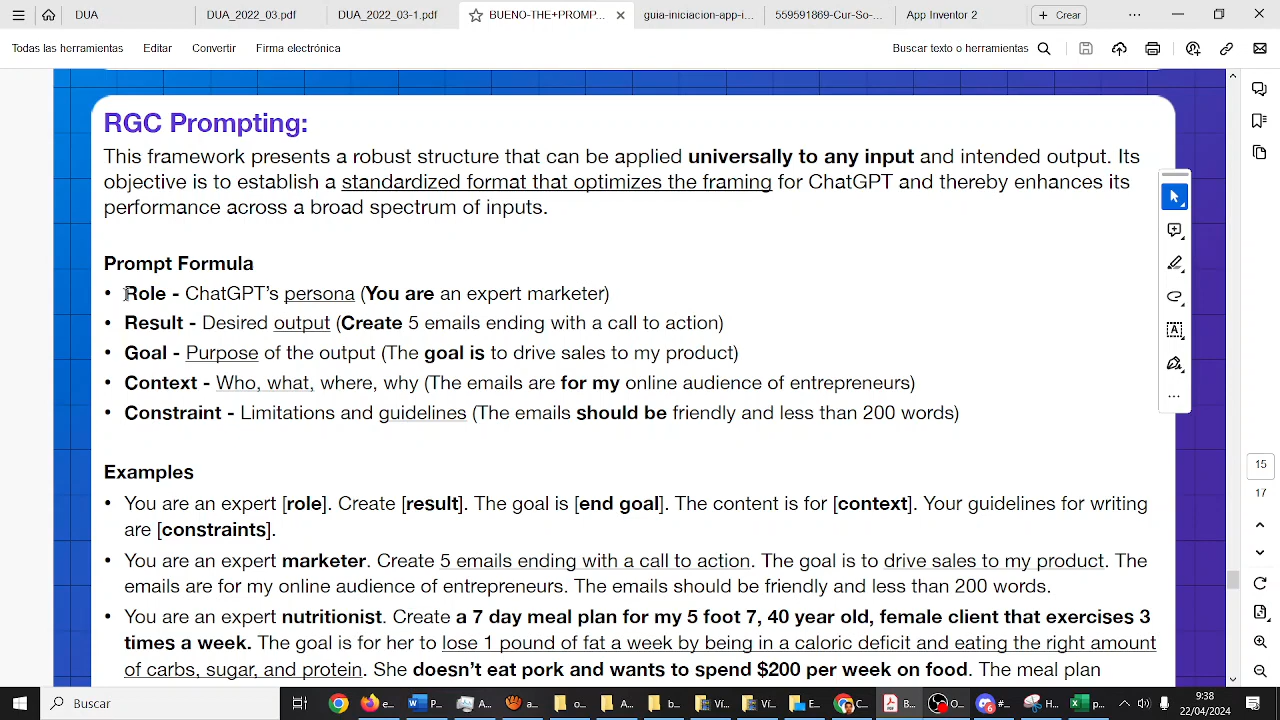 DUA
DUA_2022_03.pdf
DUA_2022_03-1.pdf
BUENO-THE+PROMP...
guia-iniciacion-app-i...
559591869-Cur-So-...
App Inventor 2
Crear
Todas las herramientas
Editar
Convertir
Firma electrónica
Buscar texto o herramientas
RGC Prompting:
This framework presents a robust structure that can be applied universally to any input and intended output. Its
objective is to establish a standardized format that optimizes the framing for ChatGPT and thereby enhances its
performance across a broad spectrum of inputs.
Prompt Formula
• Role - ChatGPT's persona (You are an expert marketer)
• Result - Desired output (Create 5 emails ending with a call to action)
• Goal - Purpose of the output (The goal is to drive sales to my product)
• Context - Who, what, where, why (The emails are for my online audience of entrepreneurs)
• Constraint - Limitations and guidelines (The emails should be friendly and less than 200 words)
Examples
• You are an expert [role]. Create [result]. The goal is [end goal]. The content is for [context]. Your guidelines for writing
are [constraints].
• You are an expert marketer. Create 5 emails ending with a call to action. The goal is to drive sales to my product. The
emails are for my online audience of entrepreneurs. The emails should be friendly and less than 200 words.
• You are an expert nutritionist. Create a 7 day meal plan for my 5 foot 7, 40 year old, female client that exercises 3
times a week. The goal is for her to lose 1 pound of fat a week by being in a caloric deficit and eating the right amount
of carbs, sugar, and protein. She doesn't eat pork and wants to spend $200 per week on food. The meal plan
15
17
Buscar
e...
P...
A...
a...
o...
A...
b...
Vi...
Vi...
E...
C...
B...
O...
#...
H...
p...
9:38
22/04/2024